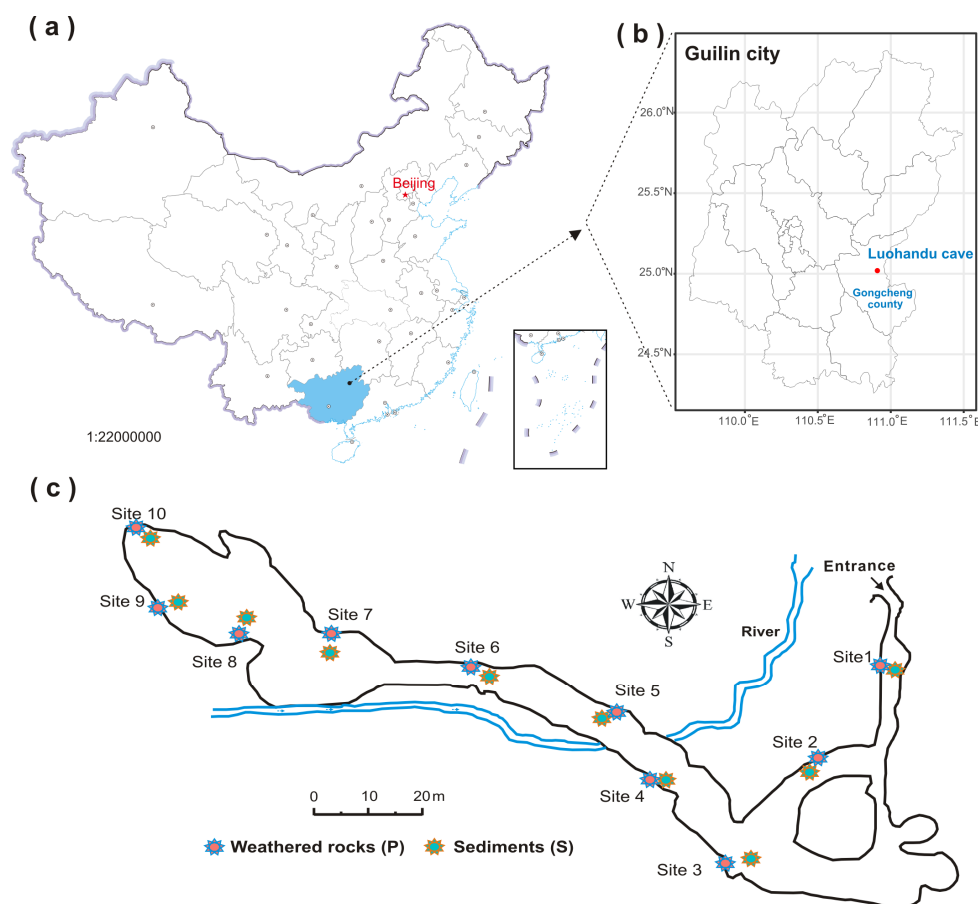 ( a )
Beijing
1:22000000
( b )
Guilin city
26.0°N
25.5°N
25.0°N
24.5°N
Luohandu cave
Gongcheng
county
110.0°E
110.5°E
111.0°E
111.5°E
( c )
Site 10
Site 9
Site 8
Site 7
Site 6
Site 5
Site 4
Site 3
Site 2
Site1
N
W
E
S
River
Entrance
0
10
20m
Weathered rocks (P)
Sediments (S)